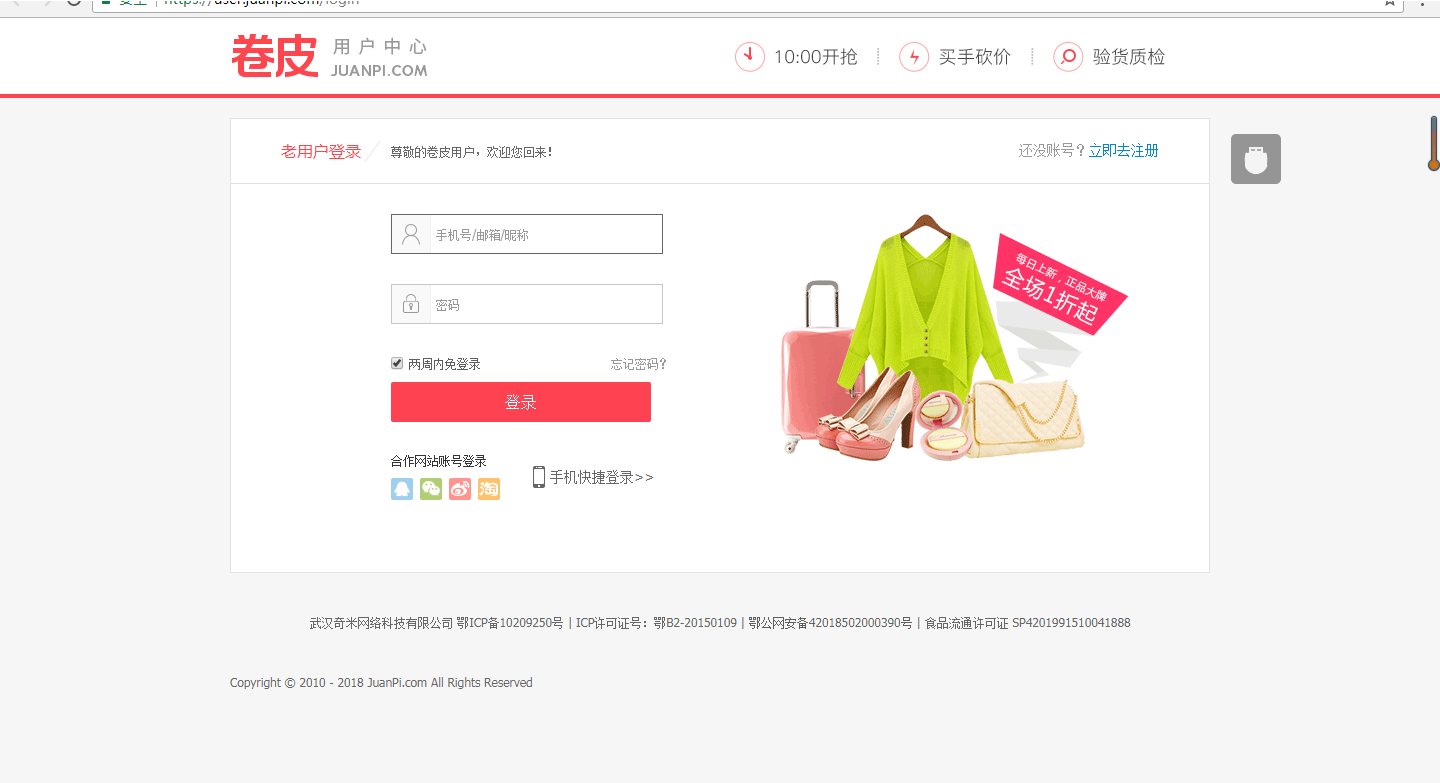 安全 | https://user.juanpi.com/login
卷皮 用户中心
JUANPI.COM
10:00开抢
买手砍价
验货质检
老用户登录 尊敬的卷皮用户，欢迎您回来！
还没账号？立即去注册
手机号/邮箱/昵称
密码
两周内免登录 忘记密码?
登录
合作网站账号登录
手机快捷登录>>
淘
每日上新，正品大牌
全场1折起
武汉奇米网络科技有限公司 鄂ICP备10209250号 | ICP许可证号：鄂B2-20150109 | 鄂公网安备42018502000390号 | 食品流通许可证 SP4201991510041888
Copyright © 2010 - 2018 JuanPi.com All Rights Reserved